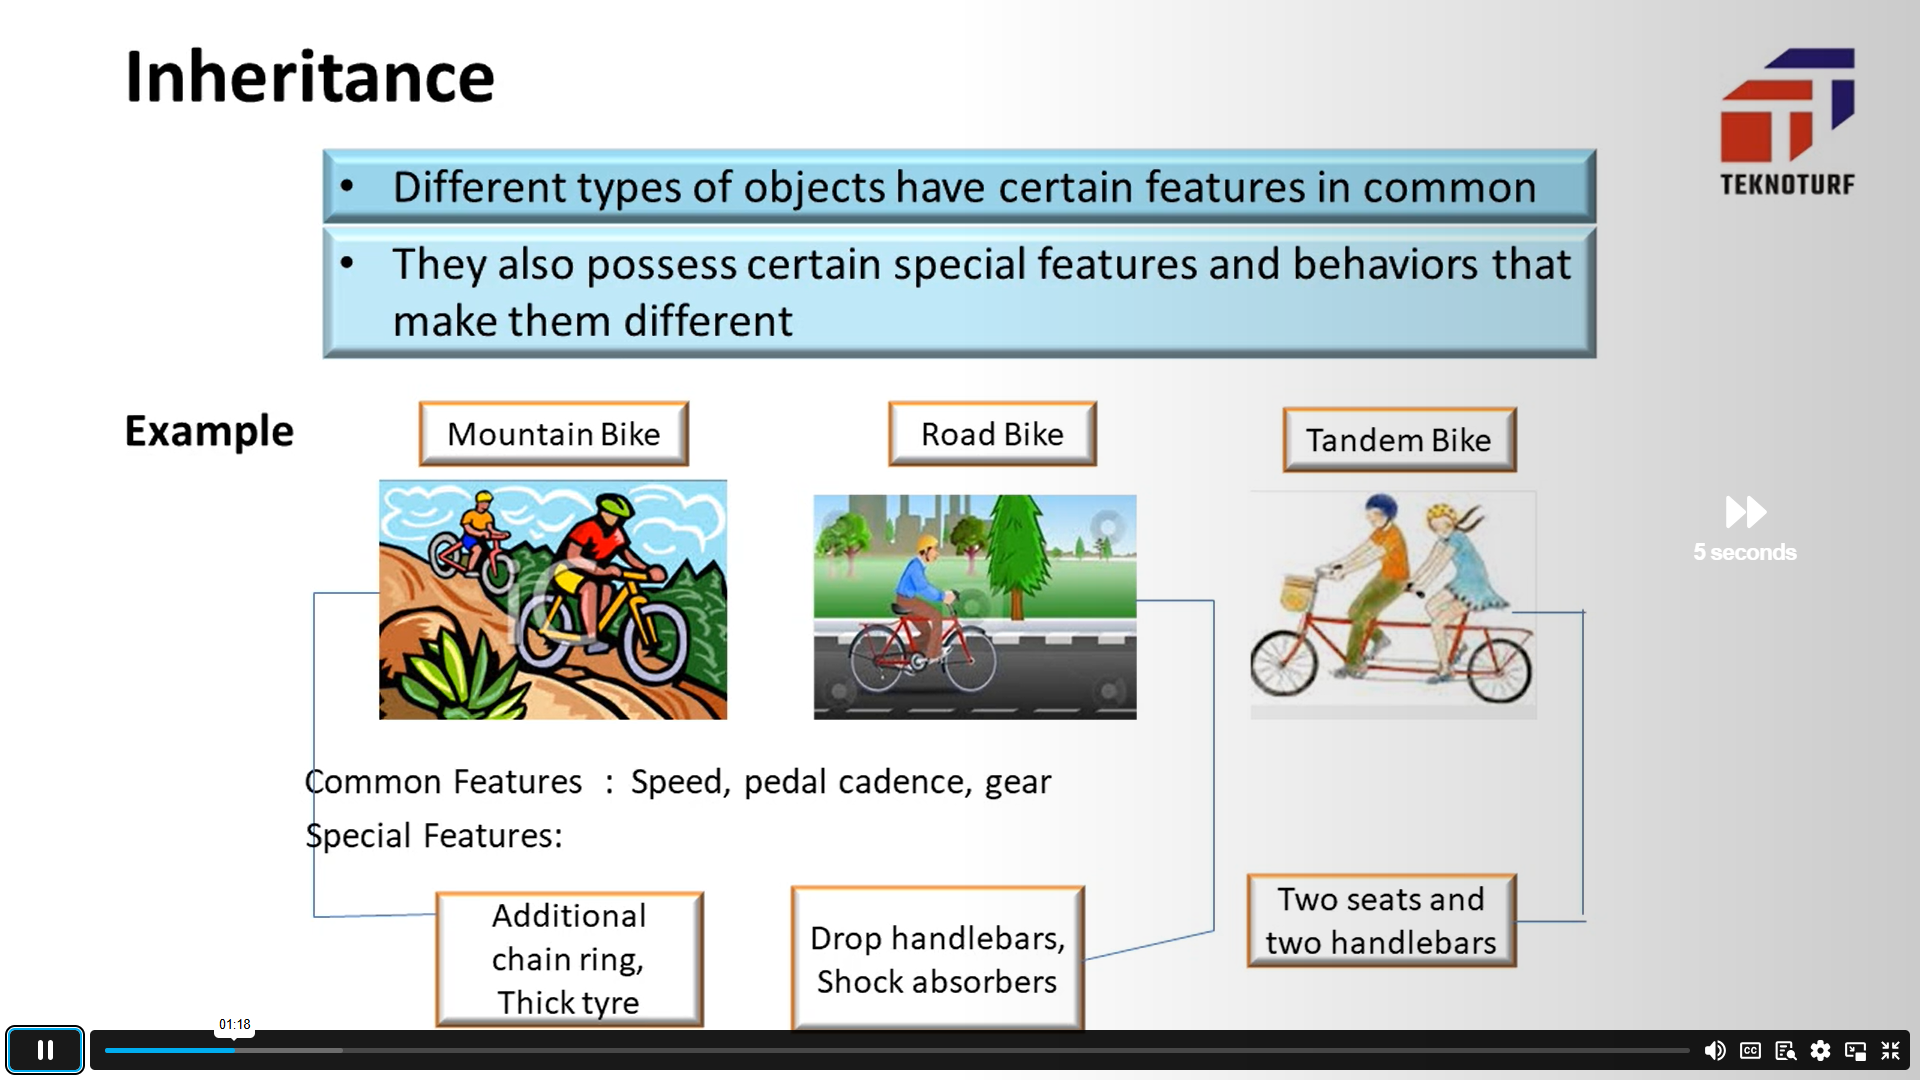 Inheritance
TEKNOTURF
• Different types of objects have certain features in common
• They also possess certain special features and behaviors that
make them different
Example
Mountain Bike
Road Bike
Tandem Bike
5 seconds
Common Features : Speed, pedal cadence, gear
Special Features:
Additional
chain ring,
Thick tyre
Drop handlebars,
Shock absorbers
Two seats and
two handlebars
01:18
CC